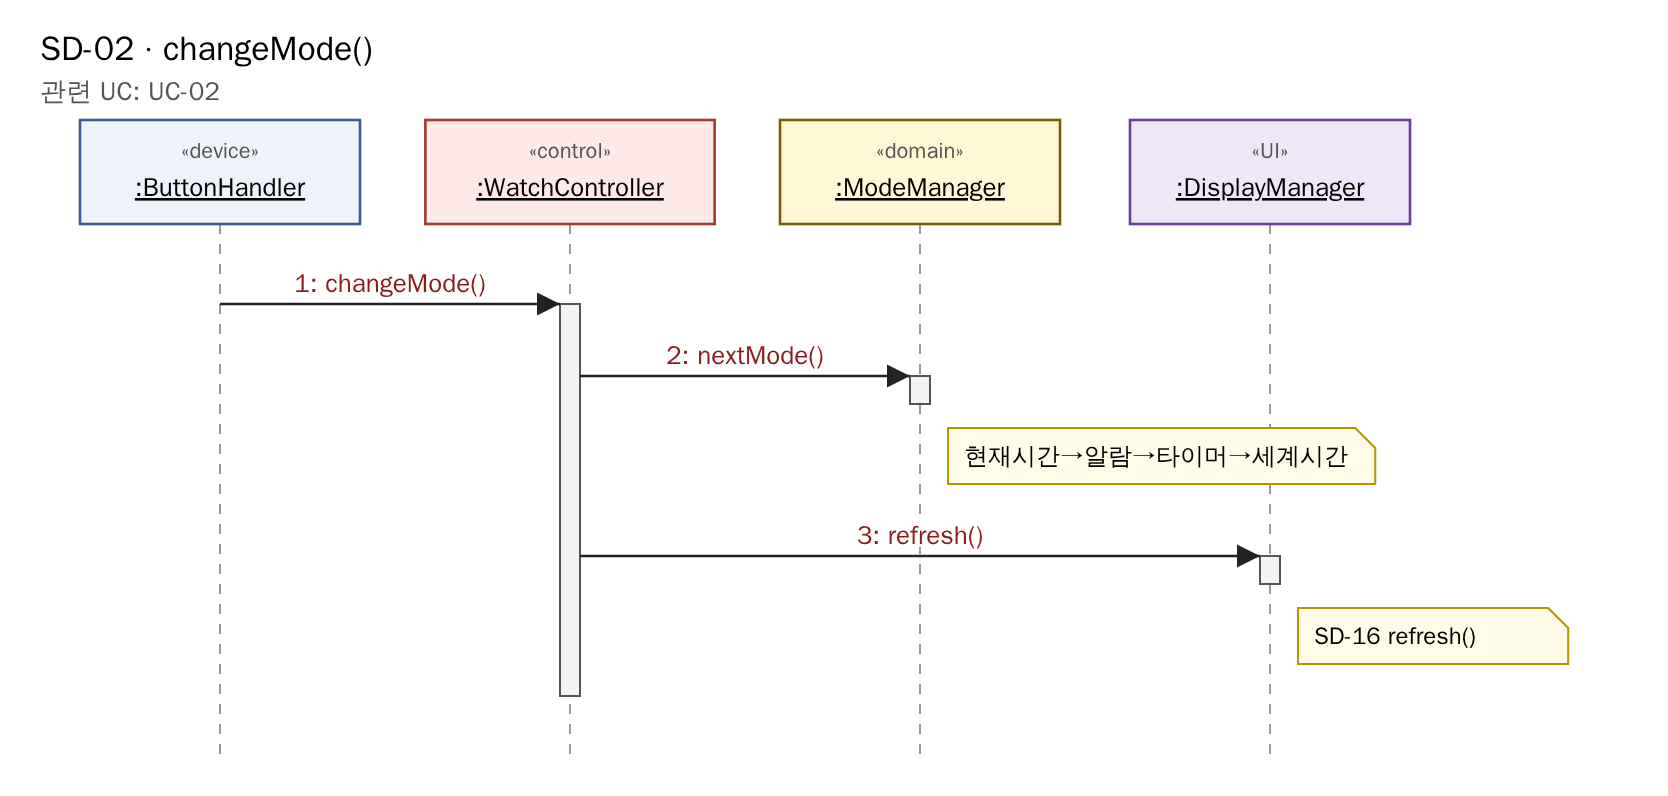 SD-02 · changeMode()
관련 UC: UC-02
«device»
:ButtonHandler
«control»
:WatchController
«domain»
:ModeManager
«UI»
:DisplayManager
1: changeMode()
2: nextMode()
현재시간→알람→타이머→세계시간
3: refresh()
SD-16 refresh()